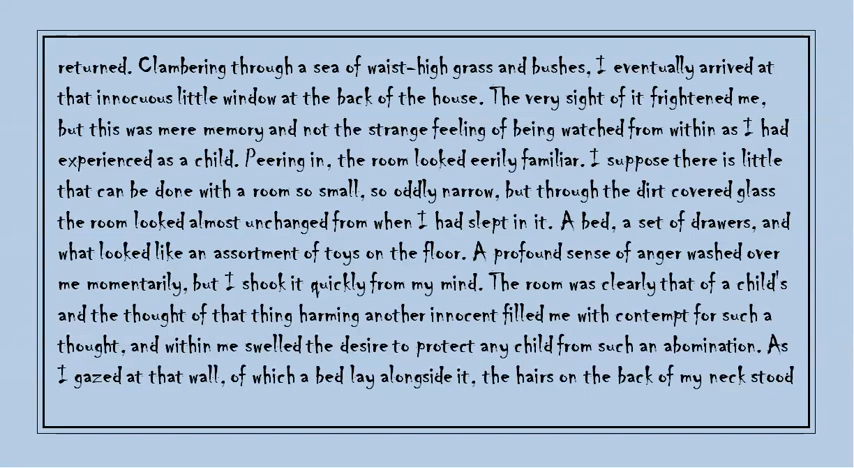 returned. Clambering through a sea of waist-high grass and bushes, I eventually arrived at
that innocuous little window at the back of the house. The very sight of it frightened me,
but this was mere memory and not the strange feeling of being watched from within as I had
experienced as a child. Peering in, the room looked eerily familiar. I suppose there is little
that can be done with a room so small, so oddly narrow, but through the dirt covered glass
the room looked almost unchanged from when I had slept in it. A bed, a set of drawers, and
what looked like an assortment of toys on the floor. A profound sense of anger washed over
me momentarily, but I shook it quickly from my mind. The room was clearly that of a child's
and the thought of that thing harming another innocent filled me with contempt for such a
thought, and within me swelled the desire to protect any child from such an abomination. As
I gazed at that wall, of which a bed lay alongside it, the hairs on the back of my neck stood